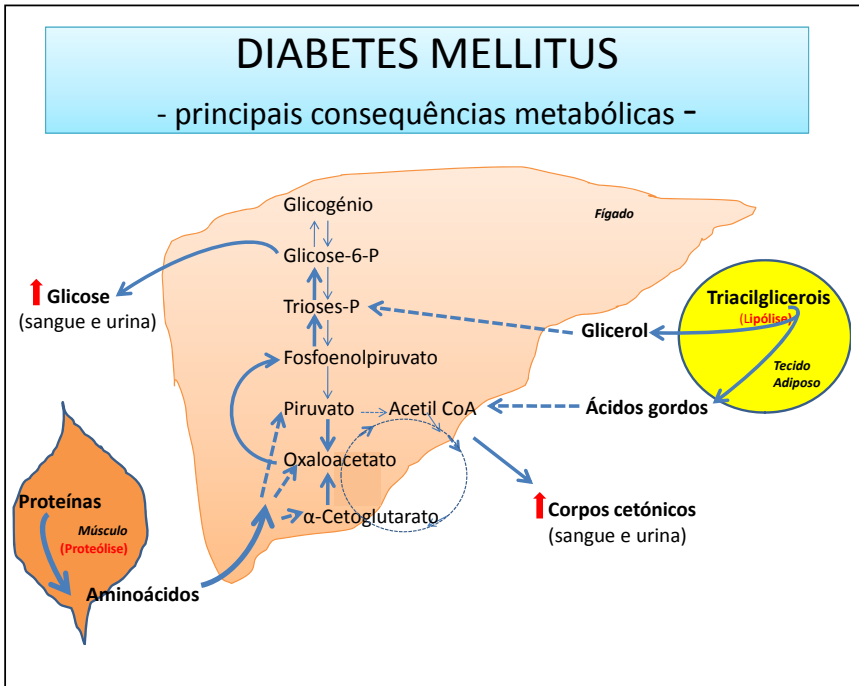 DIABETES MELLITUS
- principais consequências metabólicas -
Glicogénio
Fígado
Glicose-6-P
Glicose
(sangue e urina)
Trioses-P
Triacilglicerois
(Lipólise)
Glicerol
Fosfoenolpiruvato
Tecido
Adiposo
Piruvato
Acetil CoA
Ácidos gordos
Oxaloacetato
Proteínas
Músculo
(Proteólise)
α-Cetoglutarato
Corpos cetónicos
(sangue e urina)
Aminoácidos